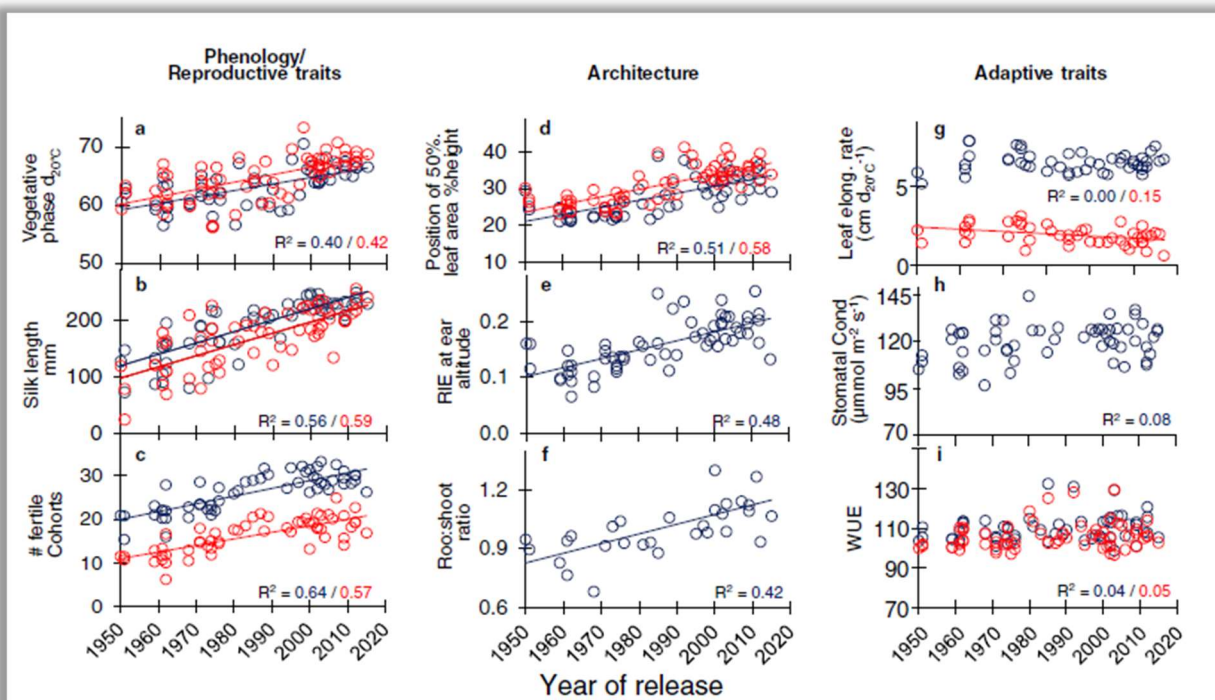 Phenology/
Reproductive traits
Architecture
Adaptive traits
a
Vegetative
phase d20°C
70
60
50
R² = 0.40 / 0.42
b
Silk length
mm
200
100
0
R² = 0.56 / 0.59
c
# fertile
Cohorts
30
20
10
0
R² = 0.64 / 0.57
1950 1960 1970 1980 1990 2000 2010 2020
d
Position of 50%.
leaf area %height
40
30
20
10
R² = 0.51 / 0.58
e
RIE at ear
altitude
0.2
0.1
0.0
R² = 0.48
f
Roo:shoot
ratio
1.2
0.9
0.6
R² = 0.42
1950 1960 1970 1980 1990 2000 2010 2020
g
Leaf elong. rate
(cm d20°C⁻¹)
5
0
R² = 0.00 / 0.15
h
Stomatal Cond
(µmmol m⁻² s¹)
145
120
95
70
R² = 0.08
i
WUE
130
110
90
70
R² = 0.04 / 0.05
1950 1960 1970 1980 1990 2000 2010 2020
Year of release